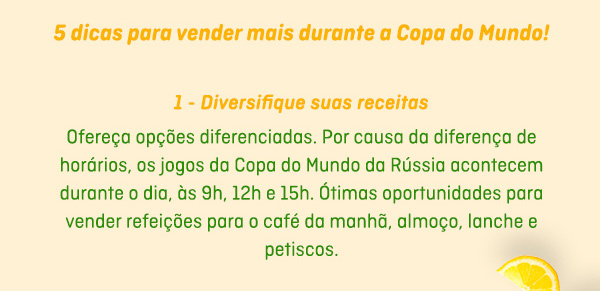 5 dicas para vender mais durante a Copa do Mundo!
1 - Diversifique suas receitas
Ofereça opções diferenciadas. Por causa da diferença de
horários, os jogos da Copa do Mundo da Rússia acontecem
durante o dia, às 9h, 12h e 15h. Ótimas oportunidades para
vender refeições para o café da manhã, almoço, lanche e
petiscos.